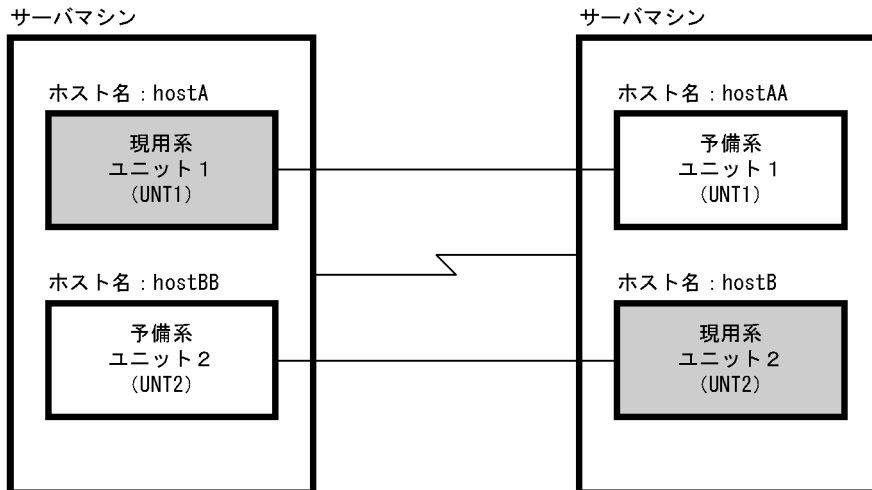 サーバマシン
サーバマシン
ホスト名：hostA
現用系
ユニット１
(UNT1)
ホスト名：hostAA
予備系
ユニット１
(UNT1)
ホスト名：hostBB
予備系
ユニット２
(UNT2)
ホスト名：hostB
現用系
ユニット２
(UNT2)